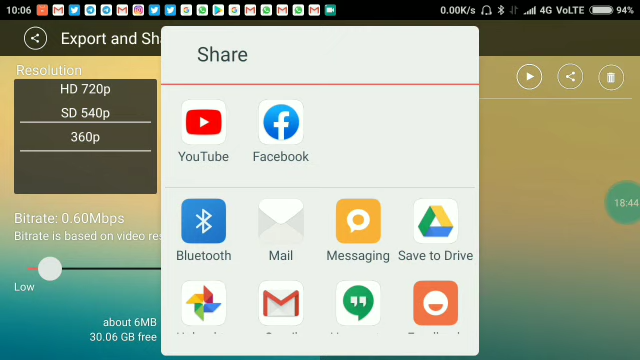 10:06
0.00K/s
4G VoLTE
94%
Export and Sha
Resolution
HD 720p
SD 540p
360p
Bitrate: 0.60Mbps
Bitrate is based on video res
Low
about 6MB
30.06 GB free
Share
YouTube
Facebook
Bluetooth
Mail
Messaging
Save to Drive
18:44